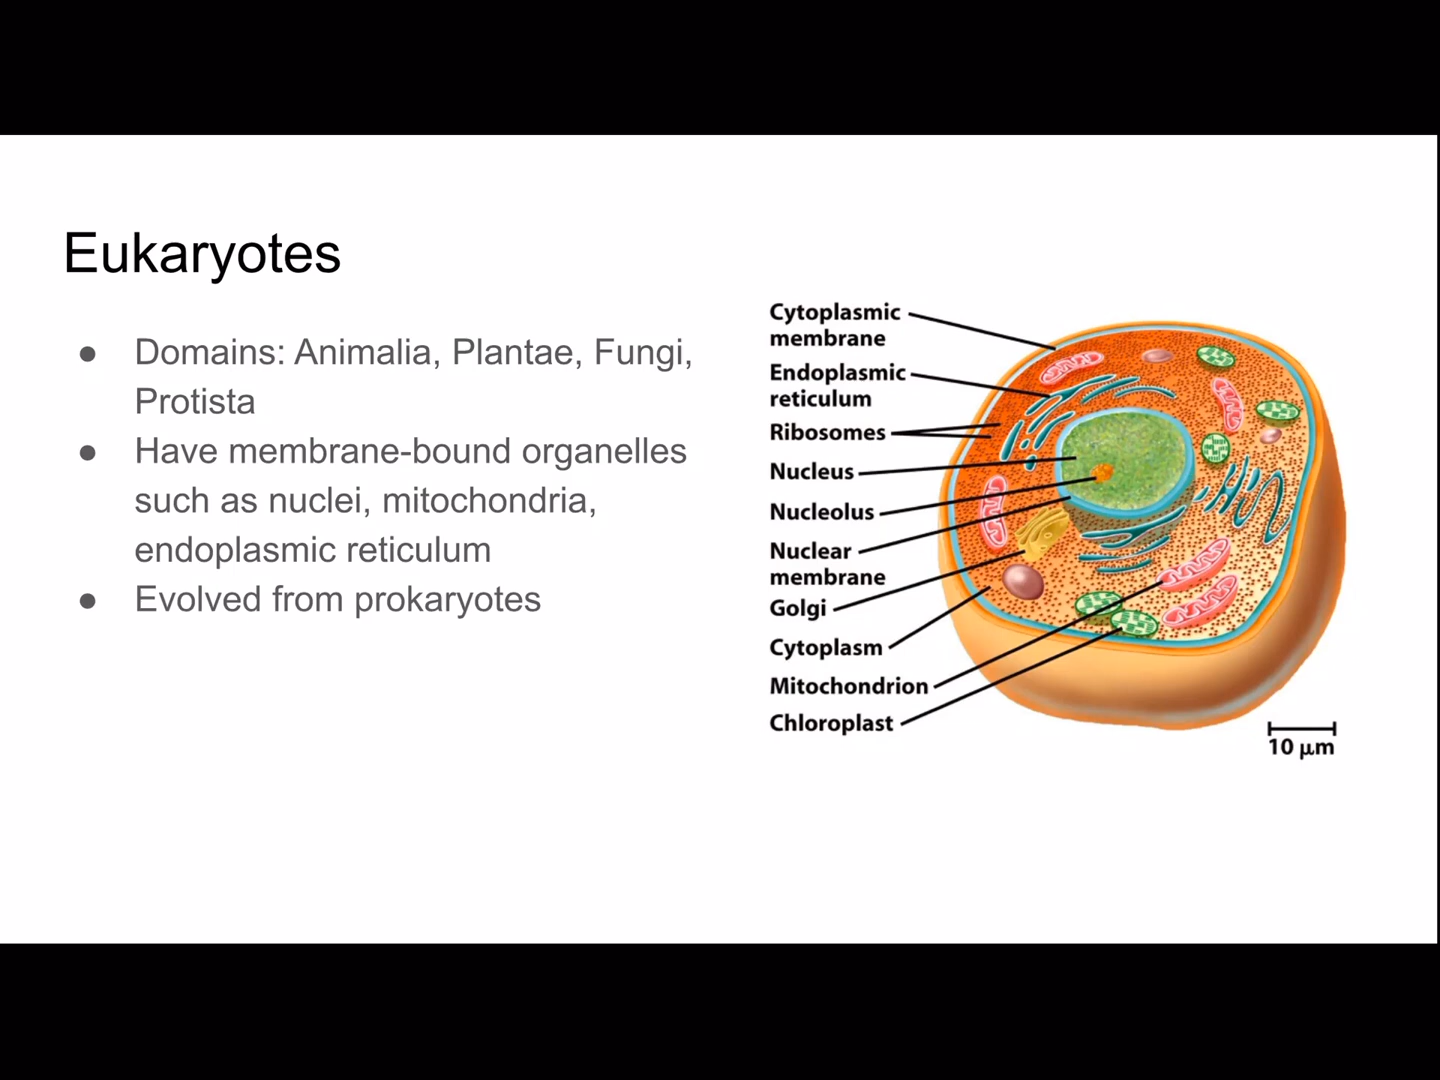 Eukaryotes
● Domains: Animalia, Plantae, Fungi,
Protista
● Have membrane-bound organelles
such as nuclei, mitochondria,
endoplasmic reticulum
● Evolved from prokaryotes
Cytoplasmic
membrane
Endoplasmic
reticulum
Ribosomes
Nucleus
Nucleolus
Nuclear
membrane
Golgi
Cytoplasm
Mitochondrion
Chloroplast
10 μm